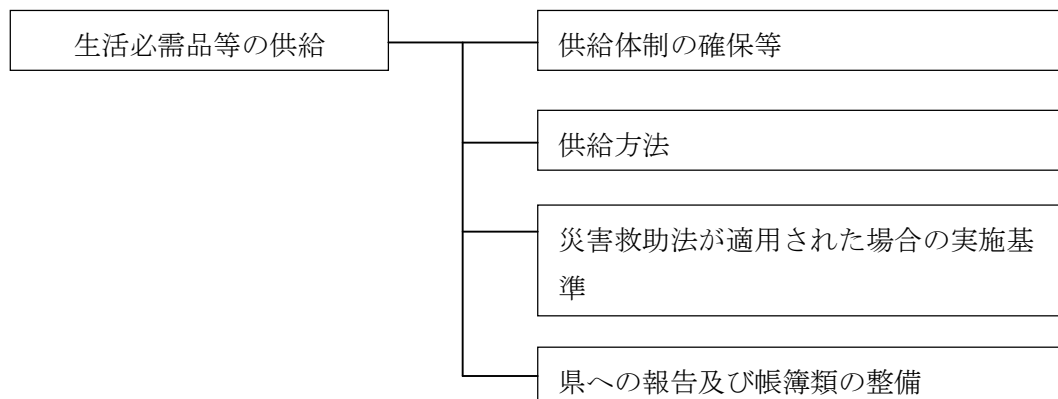 生活必需品等の供給
供給体制の確保等
供給方法
災害救助法が適用された場合の実施基
準
県への報告及び帳簿類の整備